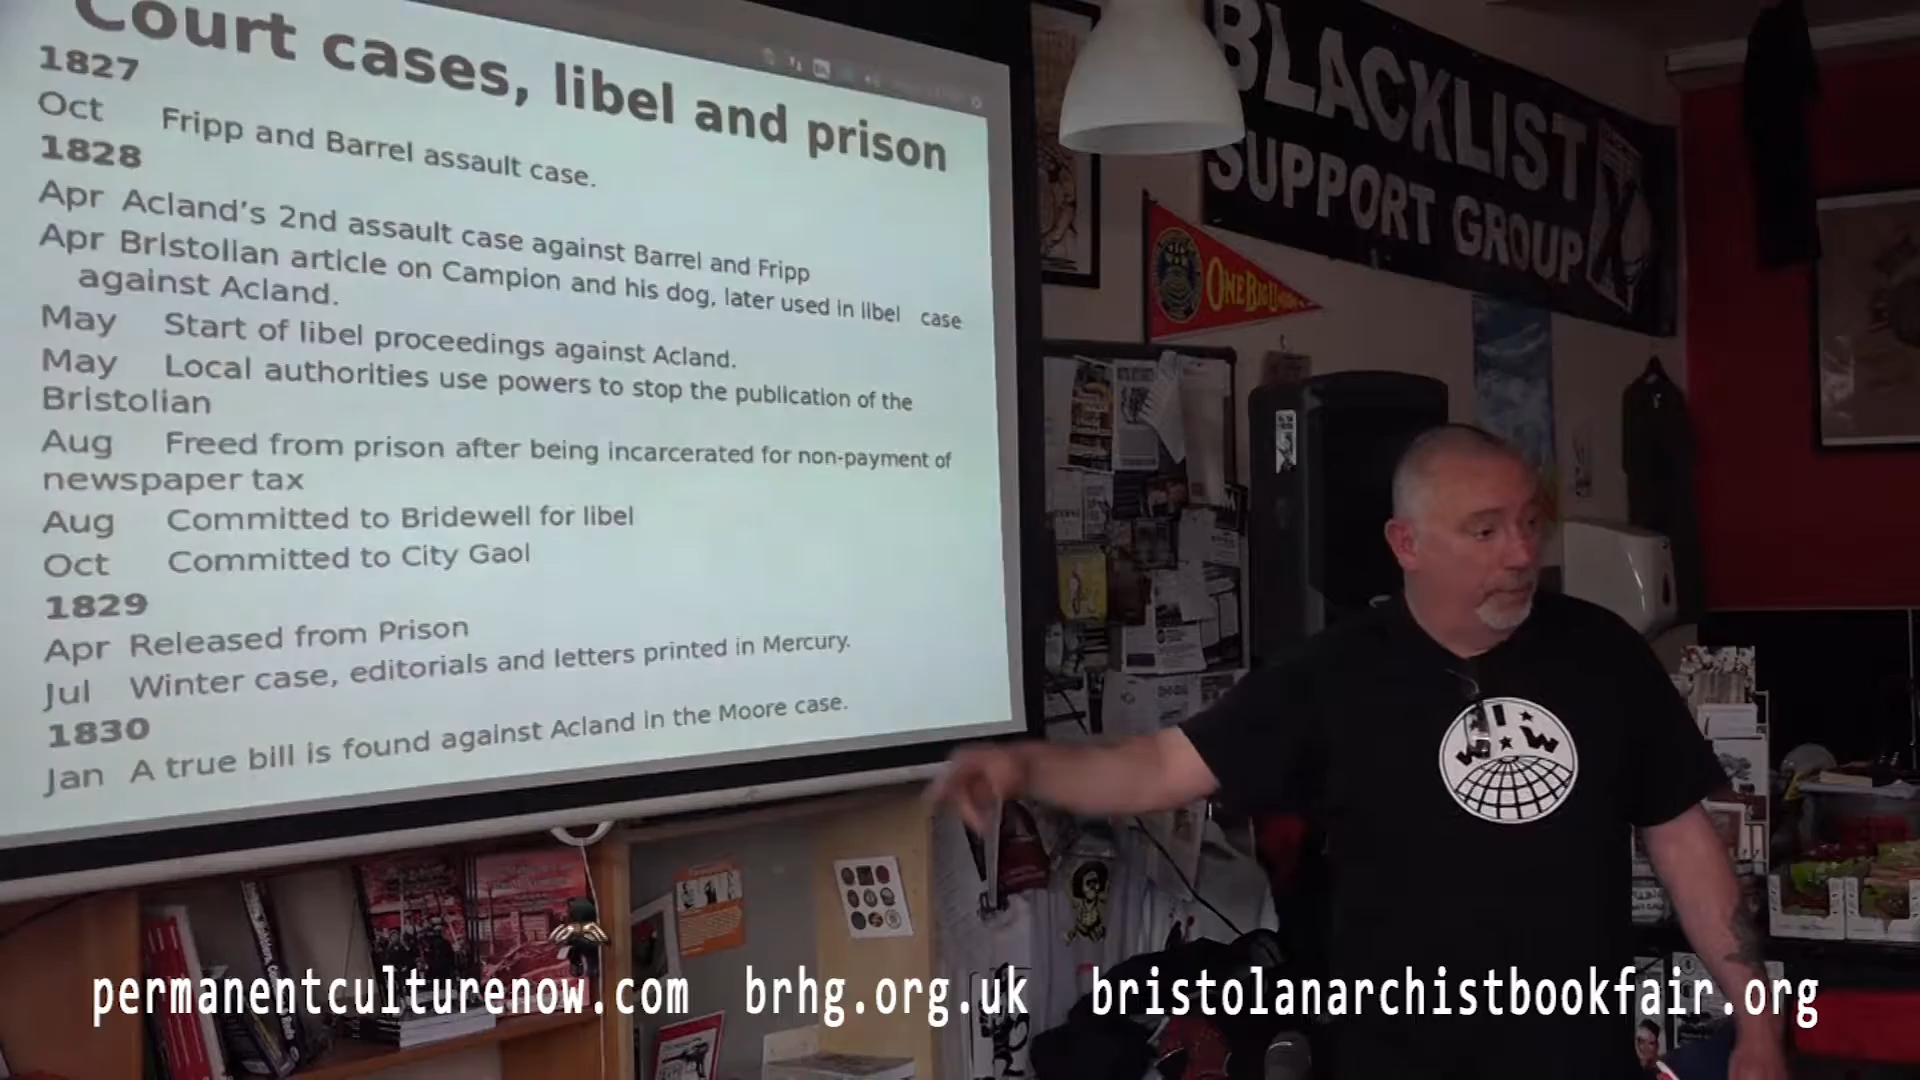 Court cases, libel and prison
1827
Oct Fripp and Barrel assault case.
1828
Apr Acland's 2nd assault case against Barrel and Fripp
Apr Bristolian article on Campion and his dog, later used in libel case
against Acland.
May Start of libel proceedings against Acland.
May Local authorities use powers to stop the publication of the
Bristolian
Aug Freed from prison after being incarcerated for non-payment of
newspaper tax
Aug Committed to Bridewell for libel
Oct Committed to City Gaol
1829
Apr Released from Prison
Jul Winter case, editorials and letters printed in Mercury.
1830
Jan A true bill is found against Acland in the Moore case.
BLACKLIST
SUPPORT GROUP
ONE BIG
I
W W
permanentculturenow.com brhg.org.uk bristolanarchistbookfair.org